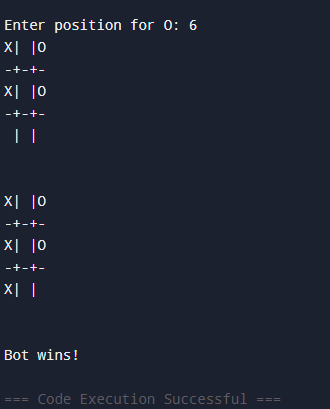 Enter position for O: 6
X| |O
-+-+-
X| |O
-+-+-
 | |
X| |O
-+-+-
X| |O
-+-+-
X| |
Bot wins!
=== Code Execution Successful ===